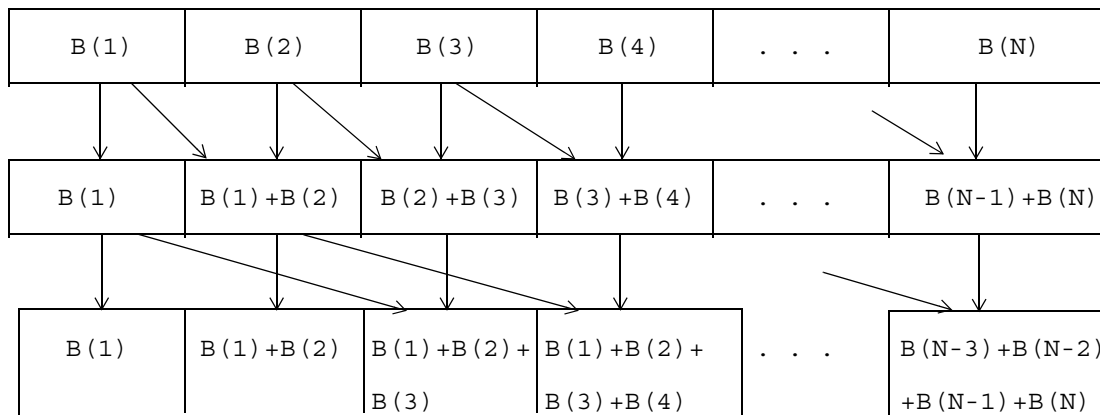 B(1) B(2) B(3) B(4) . . . B(N)
B(1) B(1)+B(2) B(2)+B(3) B(3)+B(4) . . . B(N-1)+B(N)
B(1) B(1)+B(2) B(1)+B(2)+ B(1)+B(2)+ . . . B(N-3)+B(N-2)
B(3) B(3)+B(4) +B(N-1)+B(N)